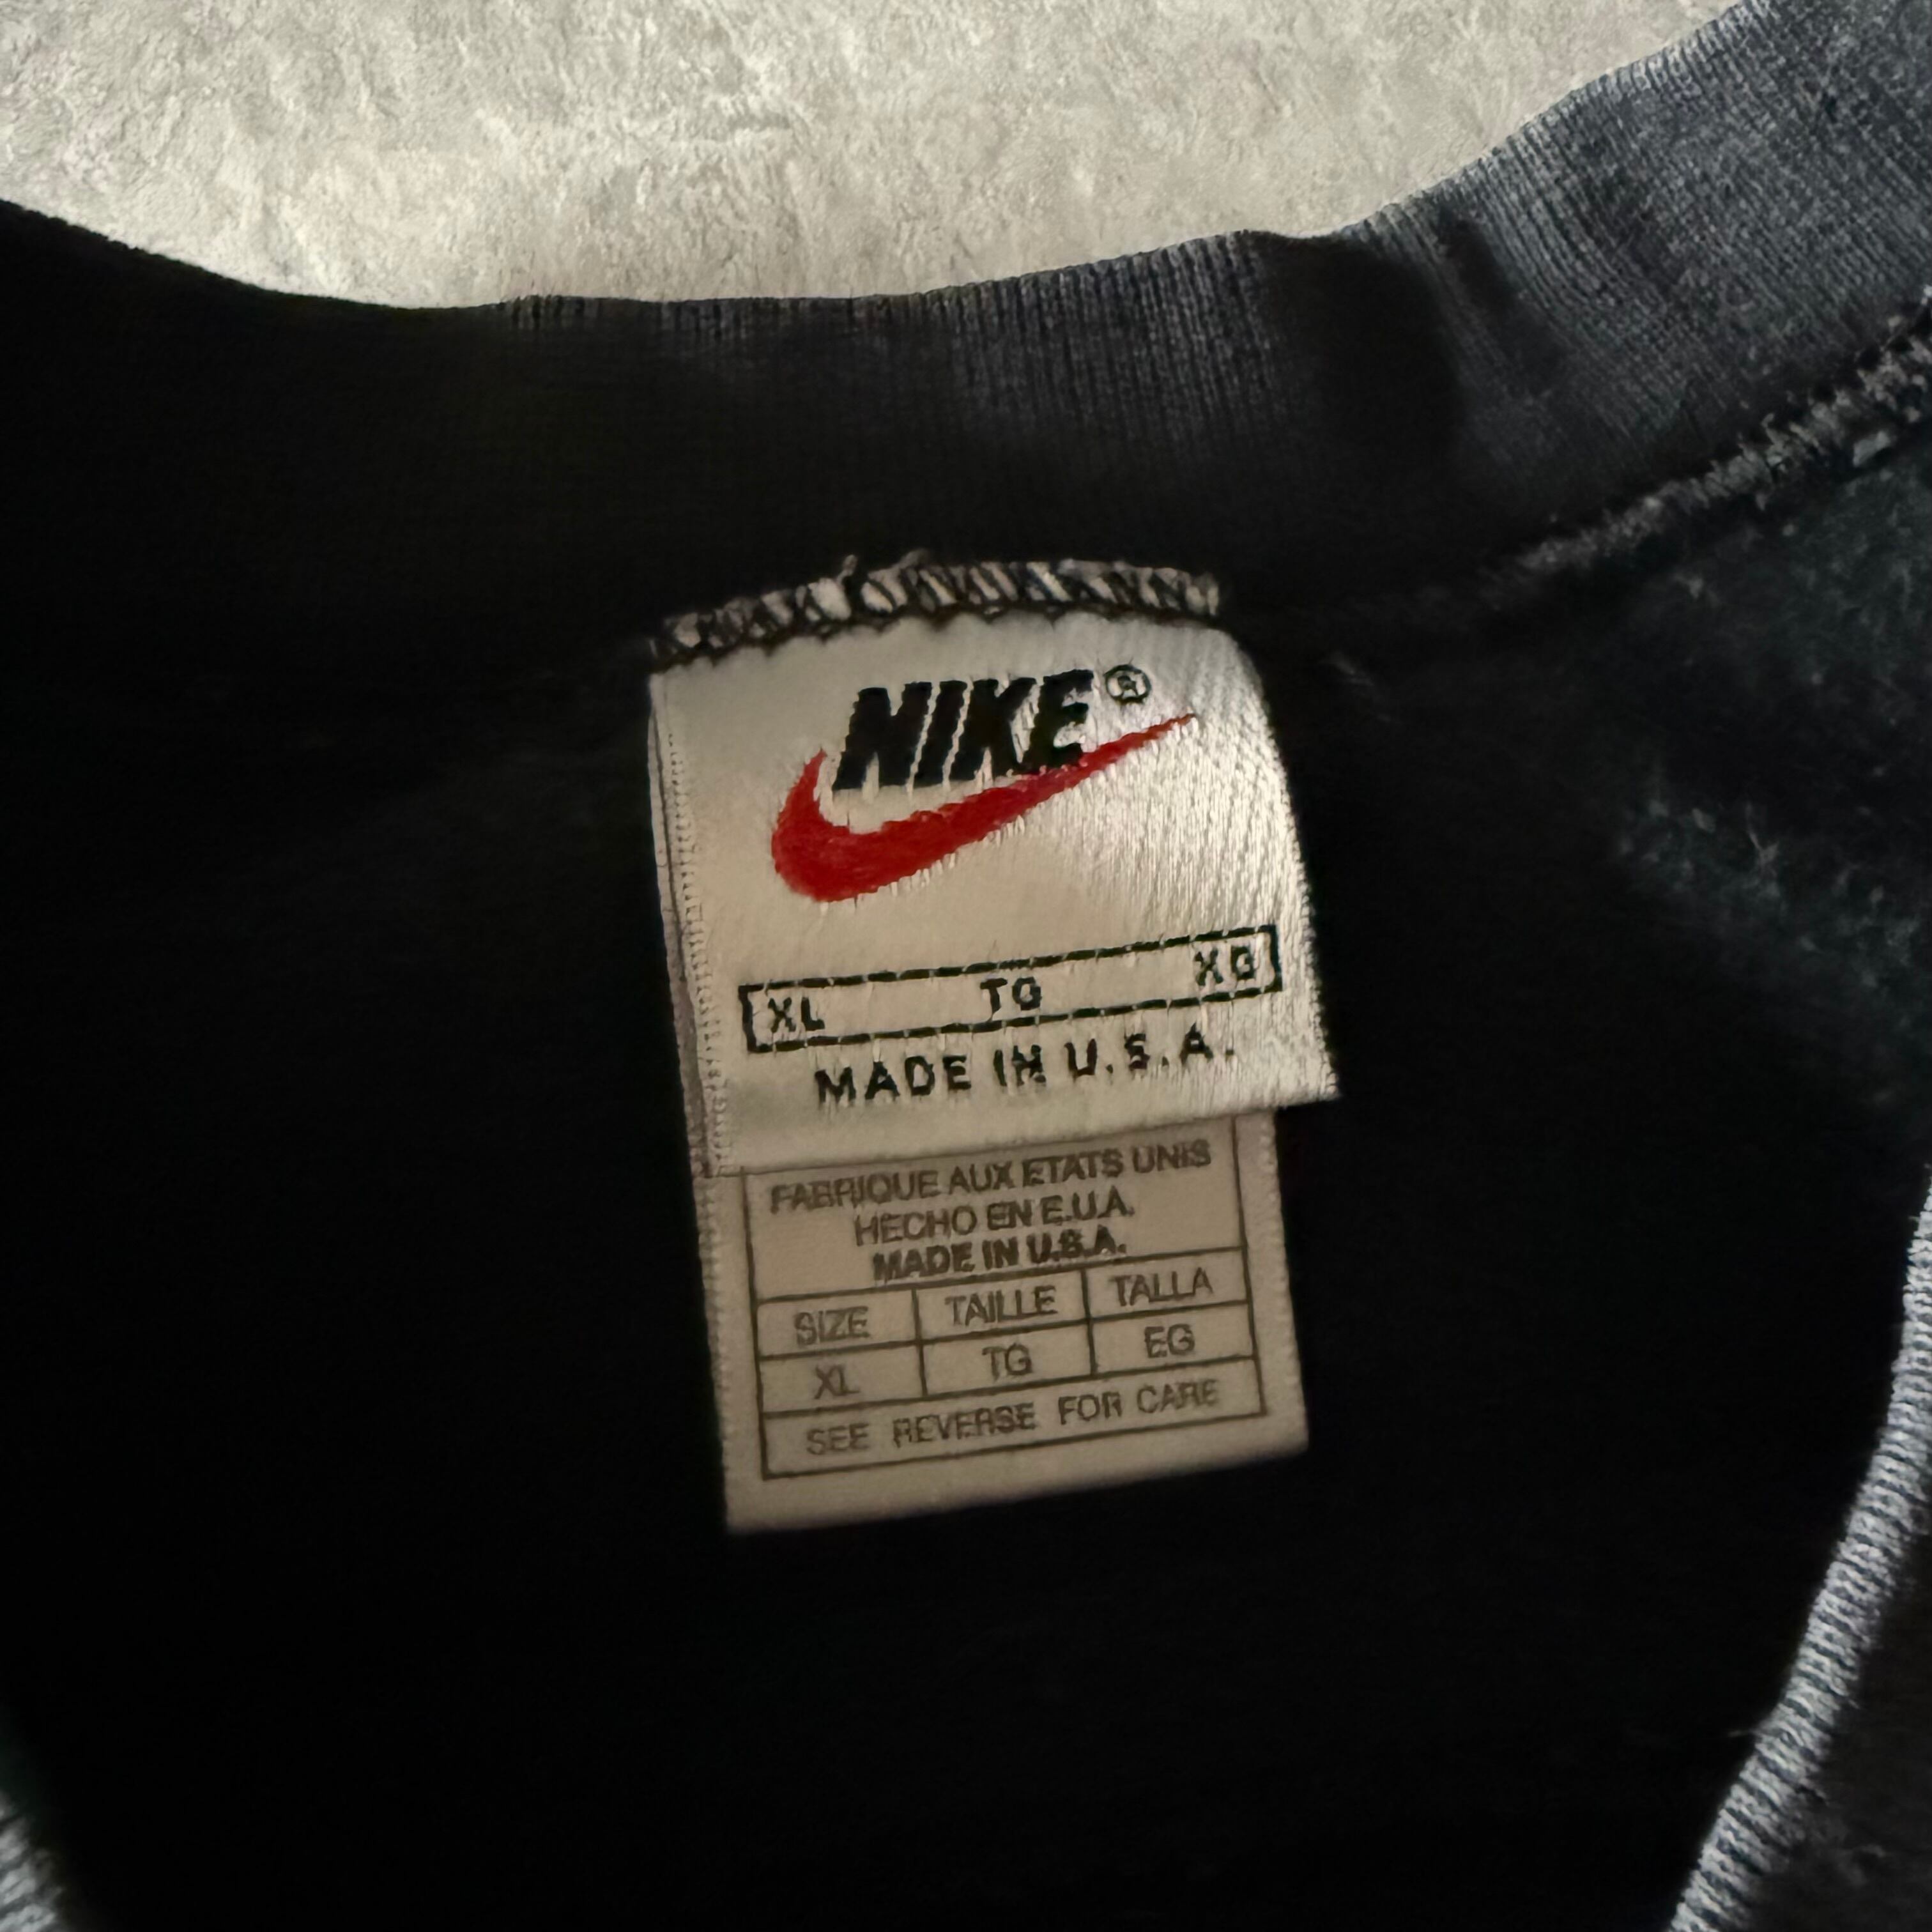 NIKE®
XL TG XG
MADE IN U.S.A.
FABRIQUE AUX ETATS UNIS
HECHO EN E.U.A.
MADE IN U.S.A.
SIZE TAILLE TALLA
XL TG EG
SEE REVERSE FOR CARE